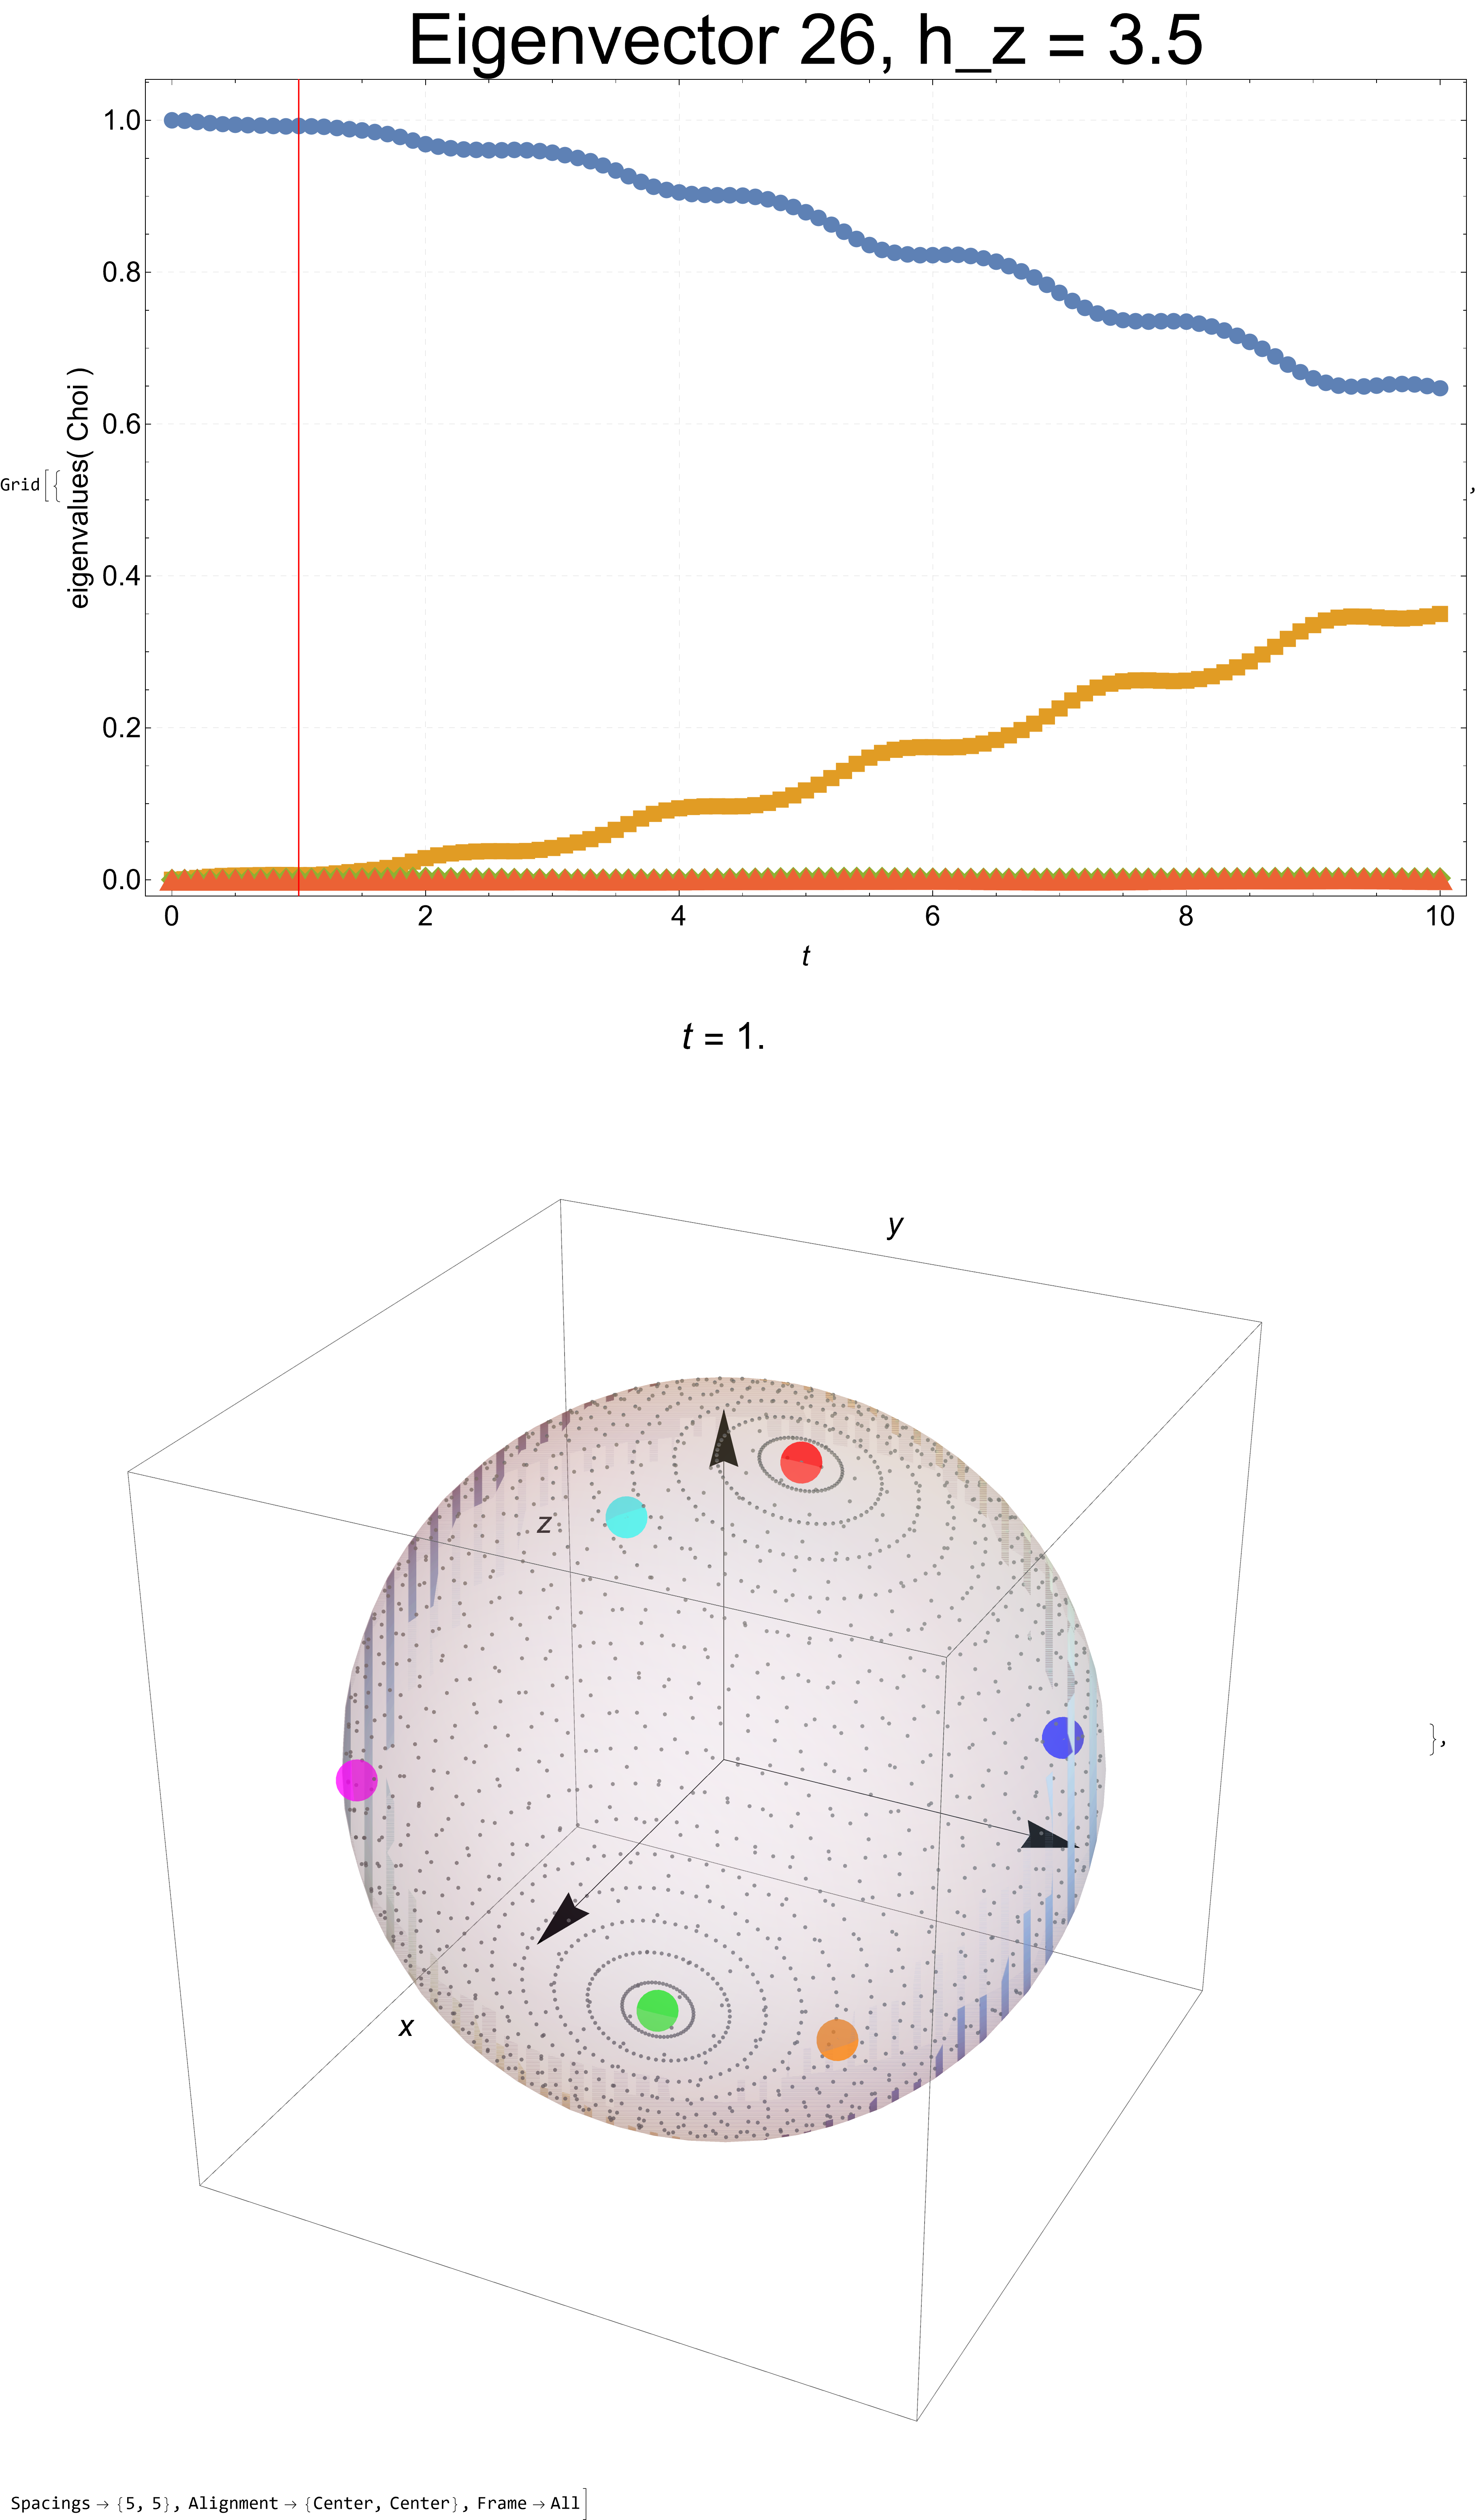 Eigenvector 26, h_z = 3.5
1.0
0.8
0.6
0.4
0.2
0.0
eigenvalues( Choi )
Grid[{
,
0 2 4 6 8 10
t
t = 1.
y
z
x
},
Spacings → {5, 5}, Alignment → {Center, Center}, Frame → All]